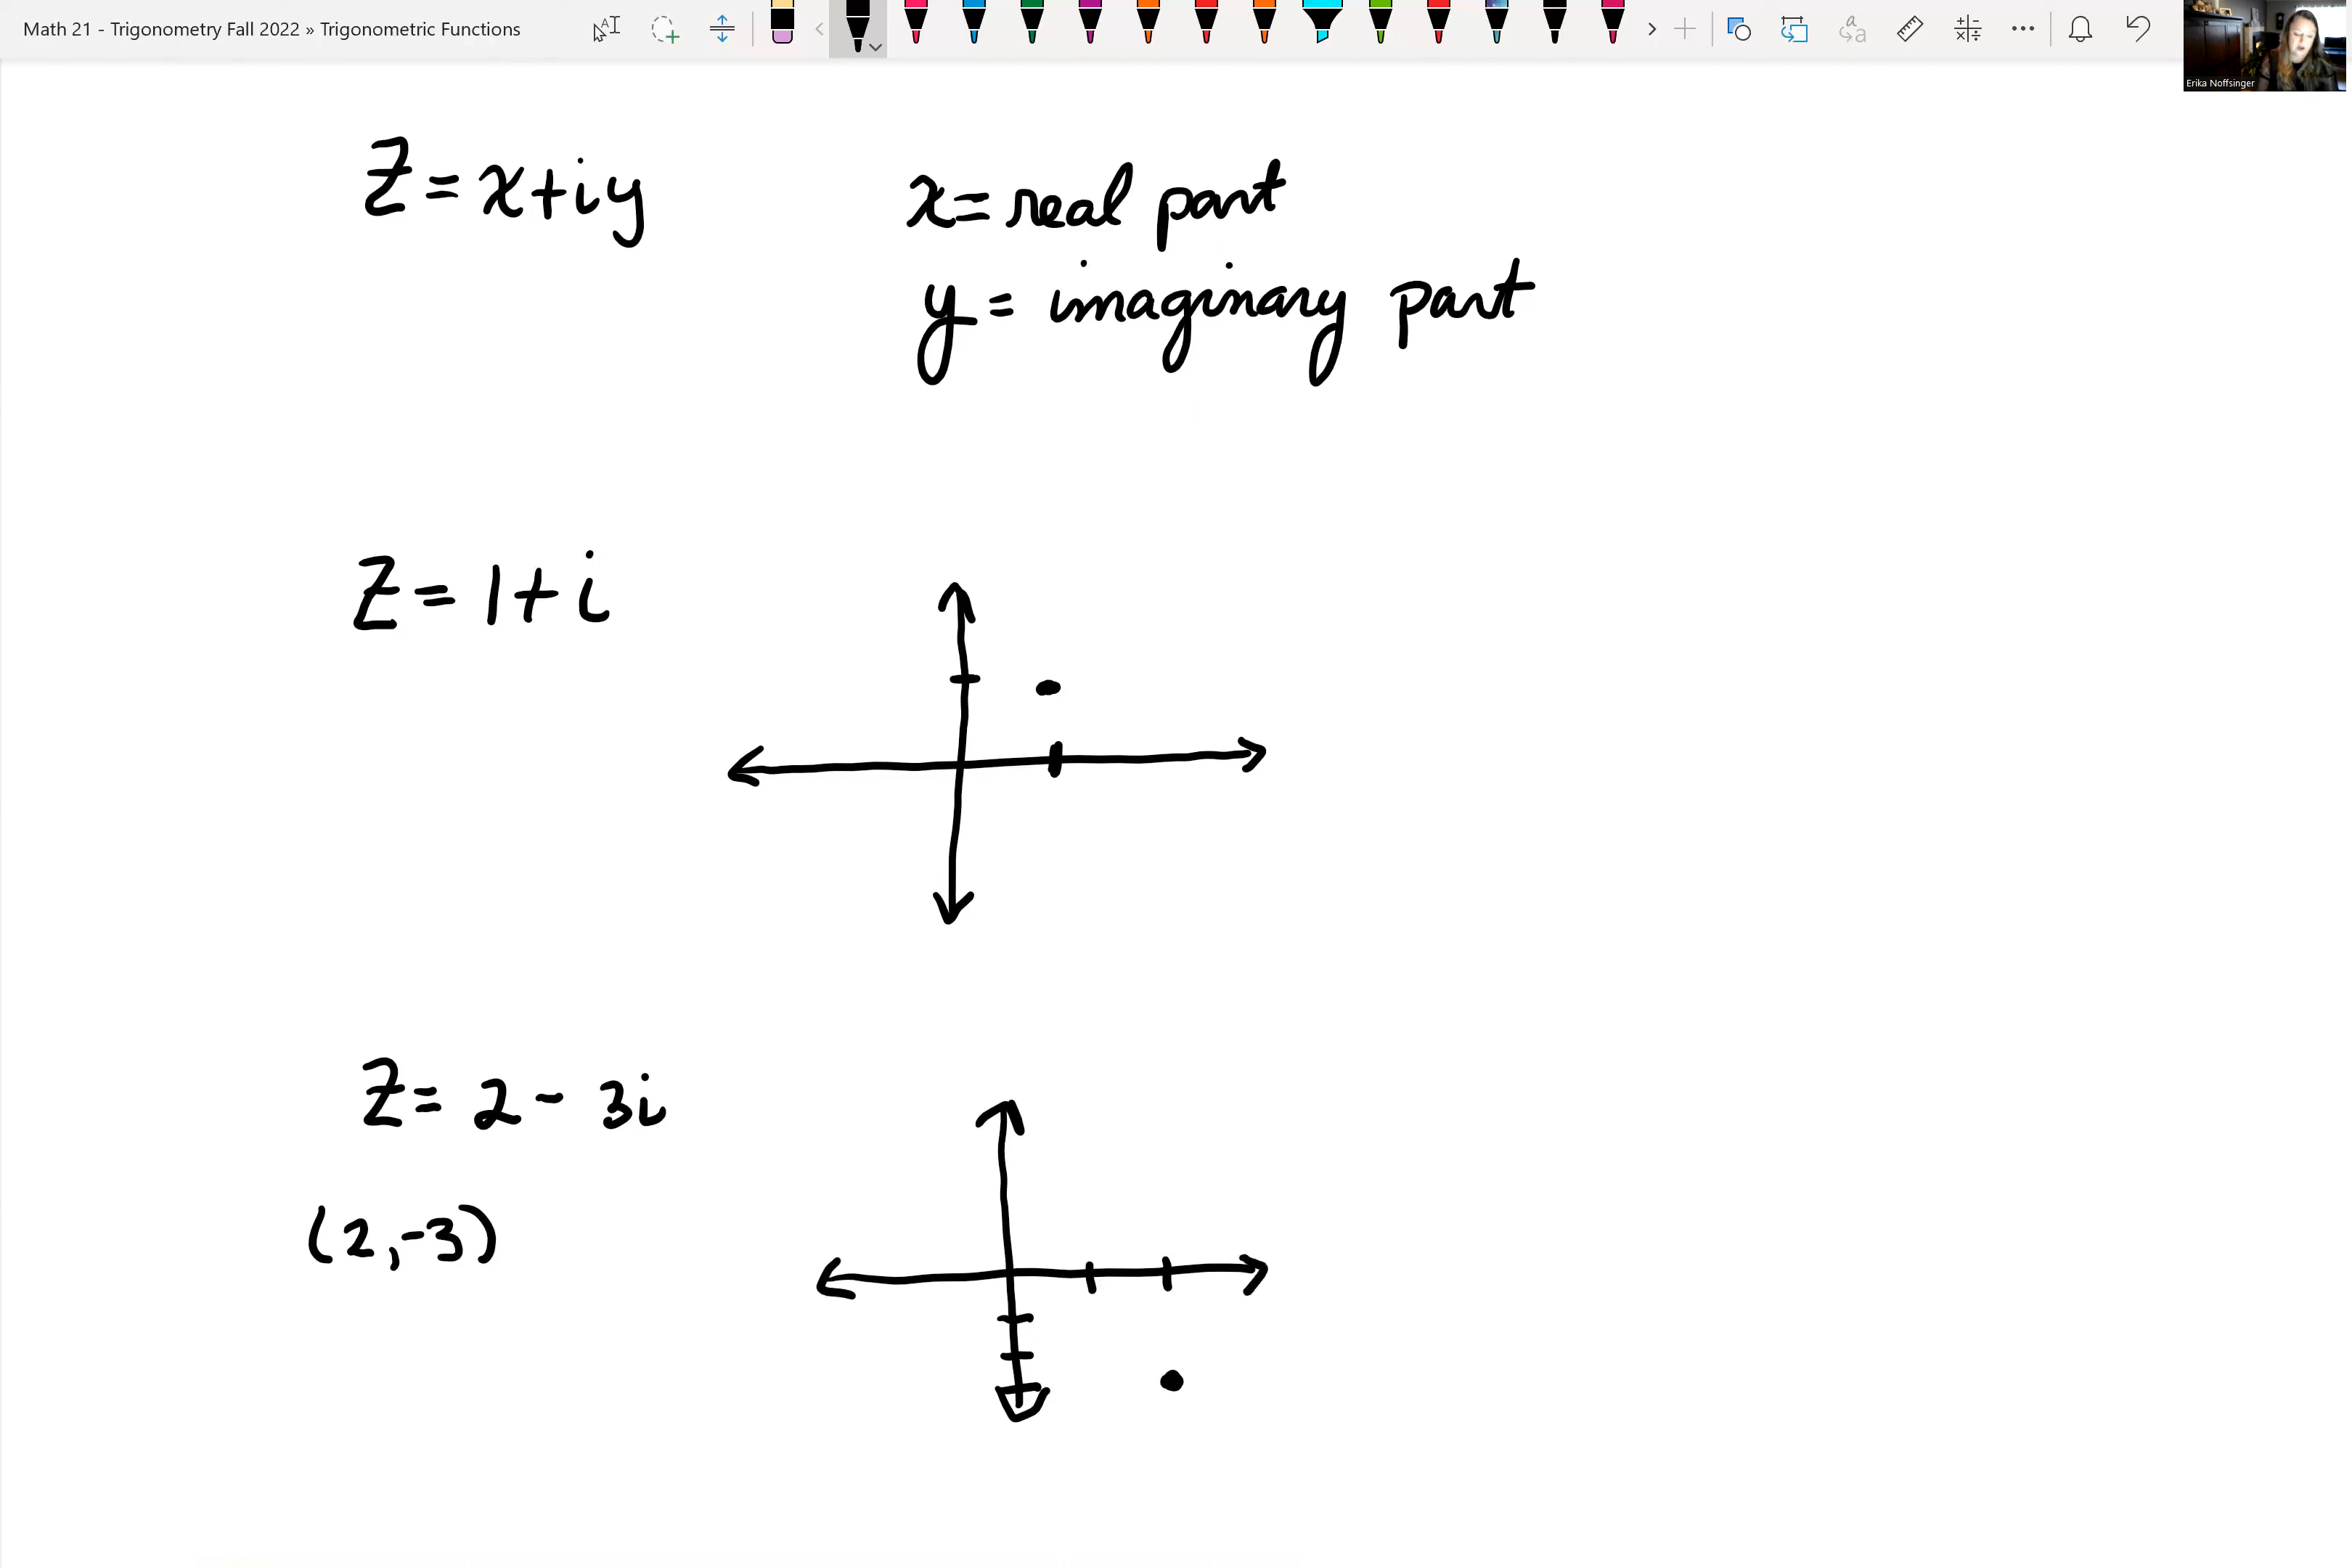 Math 21 - Trigonometry Fall 2022 » Trigonometric Functions
Erika Noffsinger
Z = x + iy
x = real part
y = imaginary part
Z = 1 + i
Z = 2 - 3i
(2, -3)